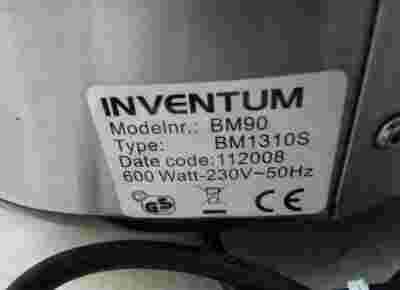 INVENTUM
Modelnr.: BM90
Type: BM1310S
Date code:112008
600 Watt-230V~50Hz
GS CE